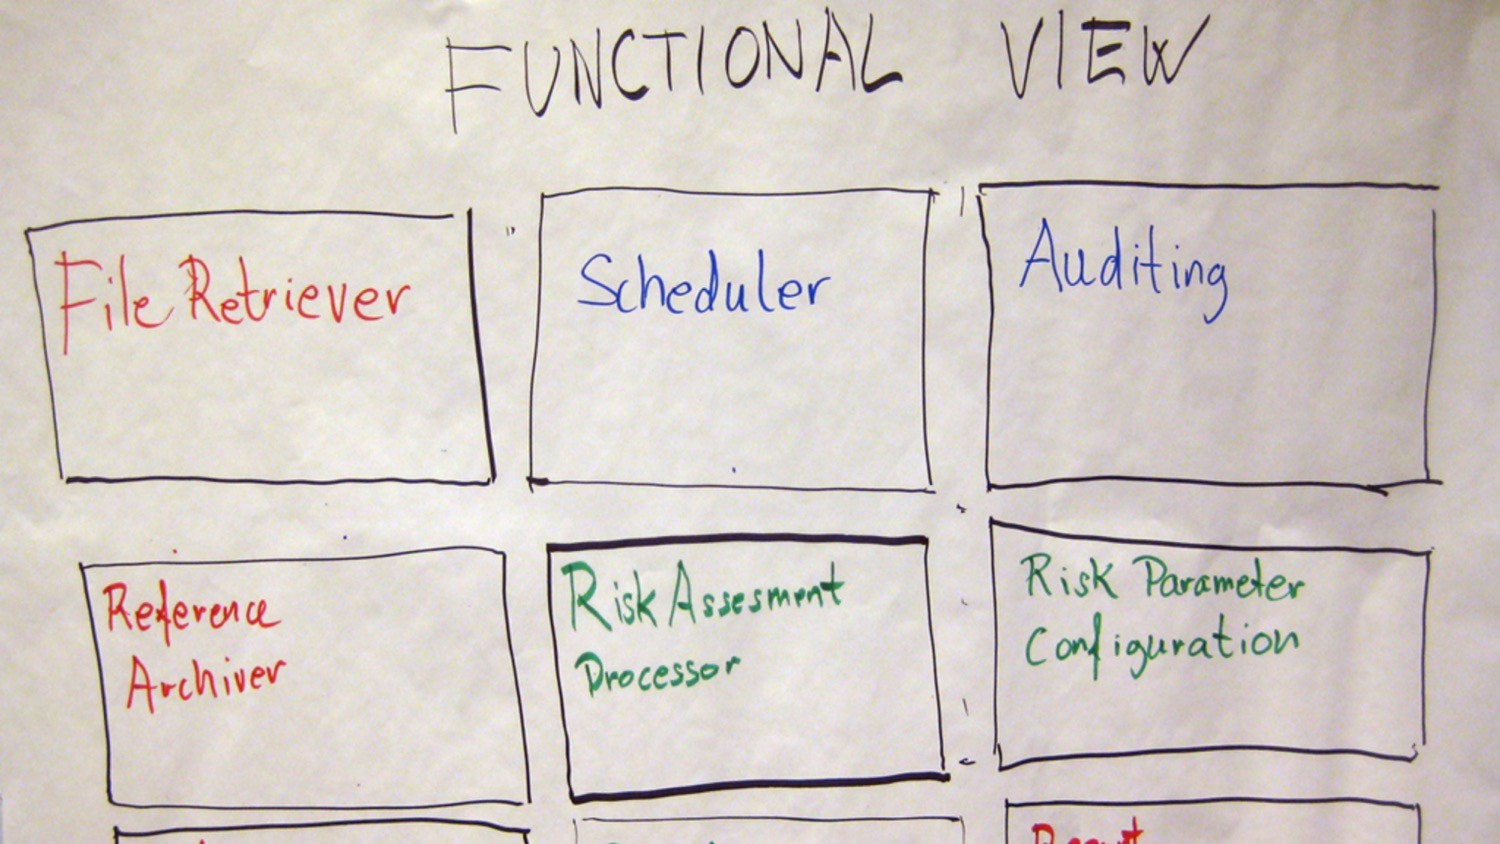 FUNCTIONAL VIEW
File Retriever
Scheduler
Auditing
Reference
Archiver
Risk Assesment
Processor
Risk Parameter
Configuration